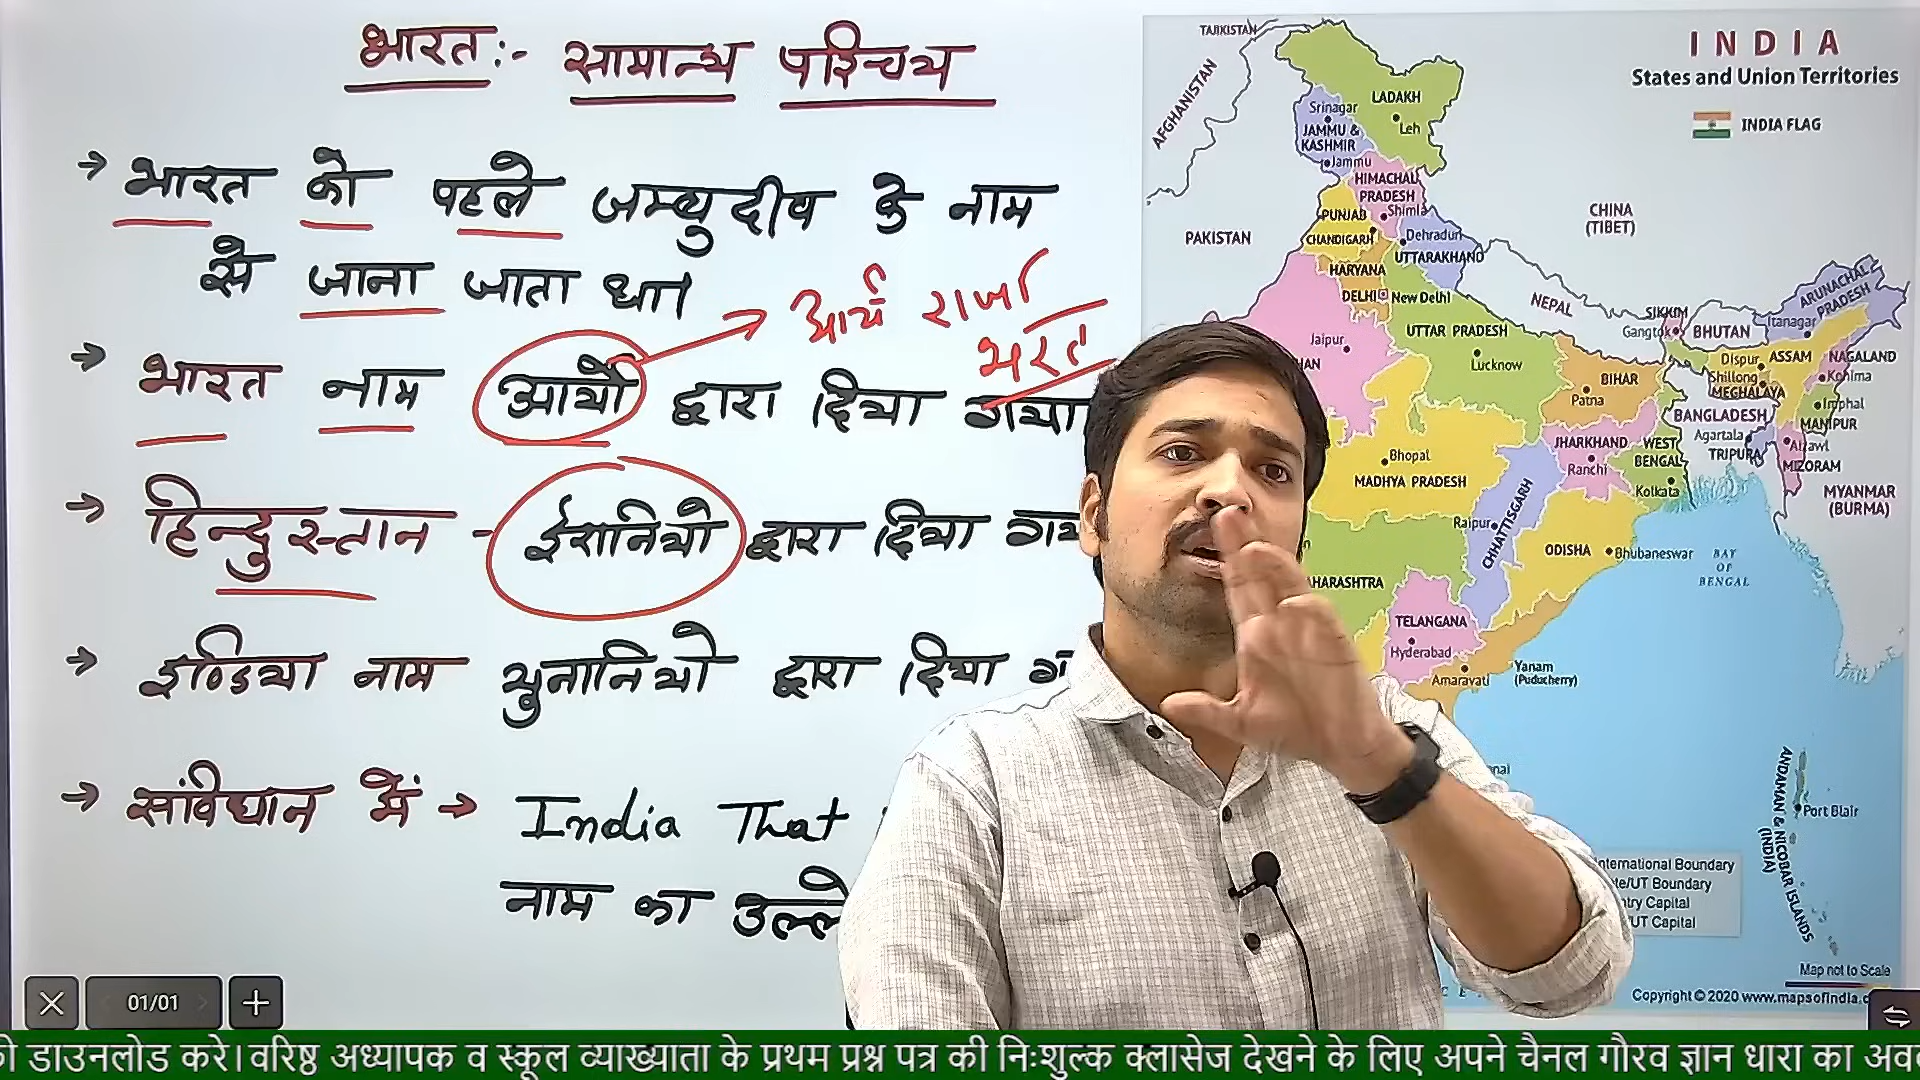 भारत:- सामान्य परिचय
→ भारत को पहले जम्बुद्वीप के नाम
से जाना जाता था।
→ आर्य राजा
भरत
→ भारत नाम आर्यो द्वारा दिया गया
→ हिन्दुस्तान - ईरानियो द्वारा दिया
→ इण्डिया नाम युनानियो द्वारा दिया
→ संविधान में → India That
नाम का
INDIA
States and Union Territories
INDIA FLAG
TAJIKISTAN
AFGHANISTAN
PAKISTAN
CHINA
(TIBET)
NEPAL
BHUTAN
BANGLADESH
MYANMAR
(BURMA)
LADAKH
Leh
Srinagar
JAMMU &
KASHMIR
Jammu
HIMACHAL
PRADESH
Shimla
PUNJAB
CHANDIGARH
Dehradun
UTTARAKHAND
HARYANA
DELHI New Delhi
UTTAR PRADESH
Lucknow
Jaipur
BIHAR
Patna
SIKKIM
Gangtok
ARUNACHAL
PRADESH
Itanagar
Dispur ASSAM
NAGALAND
Kohima
Shillong
MEGHALAYA
Imphal
MANIPUR
Agartala
TRIPURA
Aizawl
MIZORAM
JHARKHAND
Ranchi
WEST
BENGAL
Kolkata
Bhopal
MADHYA PRADESH
Raipur
CHHATTISGARH
ODISHA
Bhubaneswar
BAY
OF
BENGAL
TELANGANA
Hyderabad
Amaravati
Yanam
(Puducherry)
ANDAMAN & NICOBAR ISLANDS
(INDIA)
Port Blair
International Boundary
UT Boundary
Capital
UT Capital
Map not to Scale
Copyright © 2020 www.mapsofindia.
01/01
डाउनलोड करे। वरिष्ठ अध्यापक व स्कूल व्याख्याता के प्रथम प्रश्न पत्र की निःशुल्क क्लासेज देखने के लिए अपने चैनल गौरव ज्ञान धारा का